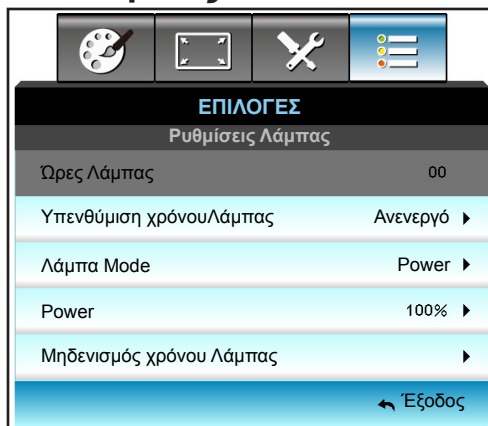 ΕΠΙΛΟΓΕΣ
Ρυθμίσεις Λάμπας
Ώρες Λάμπας 00
Υπενθύμιση χρόνουΛάμπας Ανενεργό
Λάμπα Mode Power
Power 100%
Μηδενισμός χρόνου Λάμπας
Έξοδος